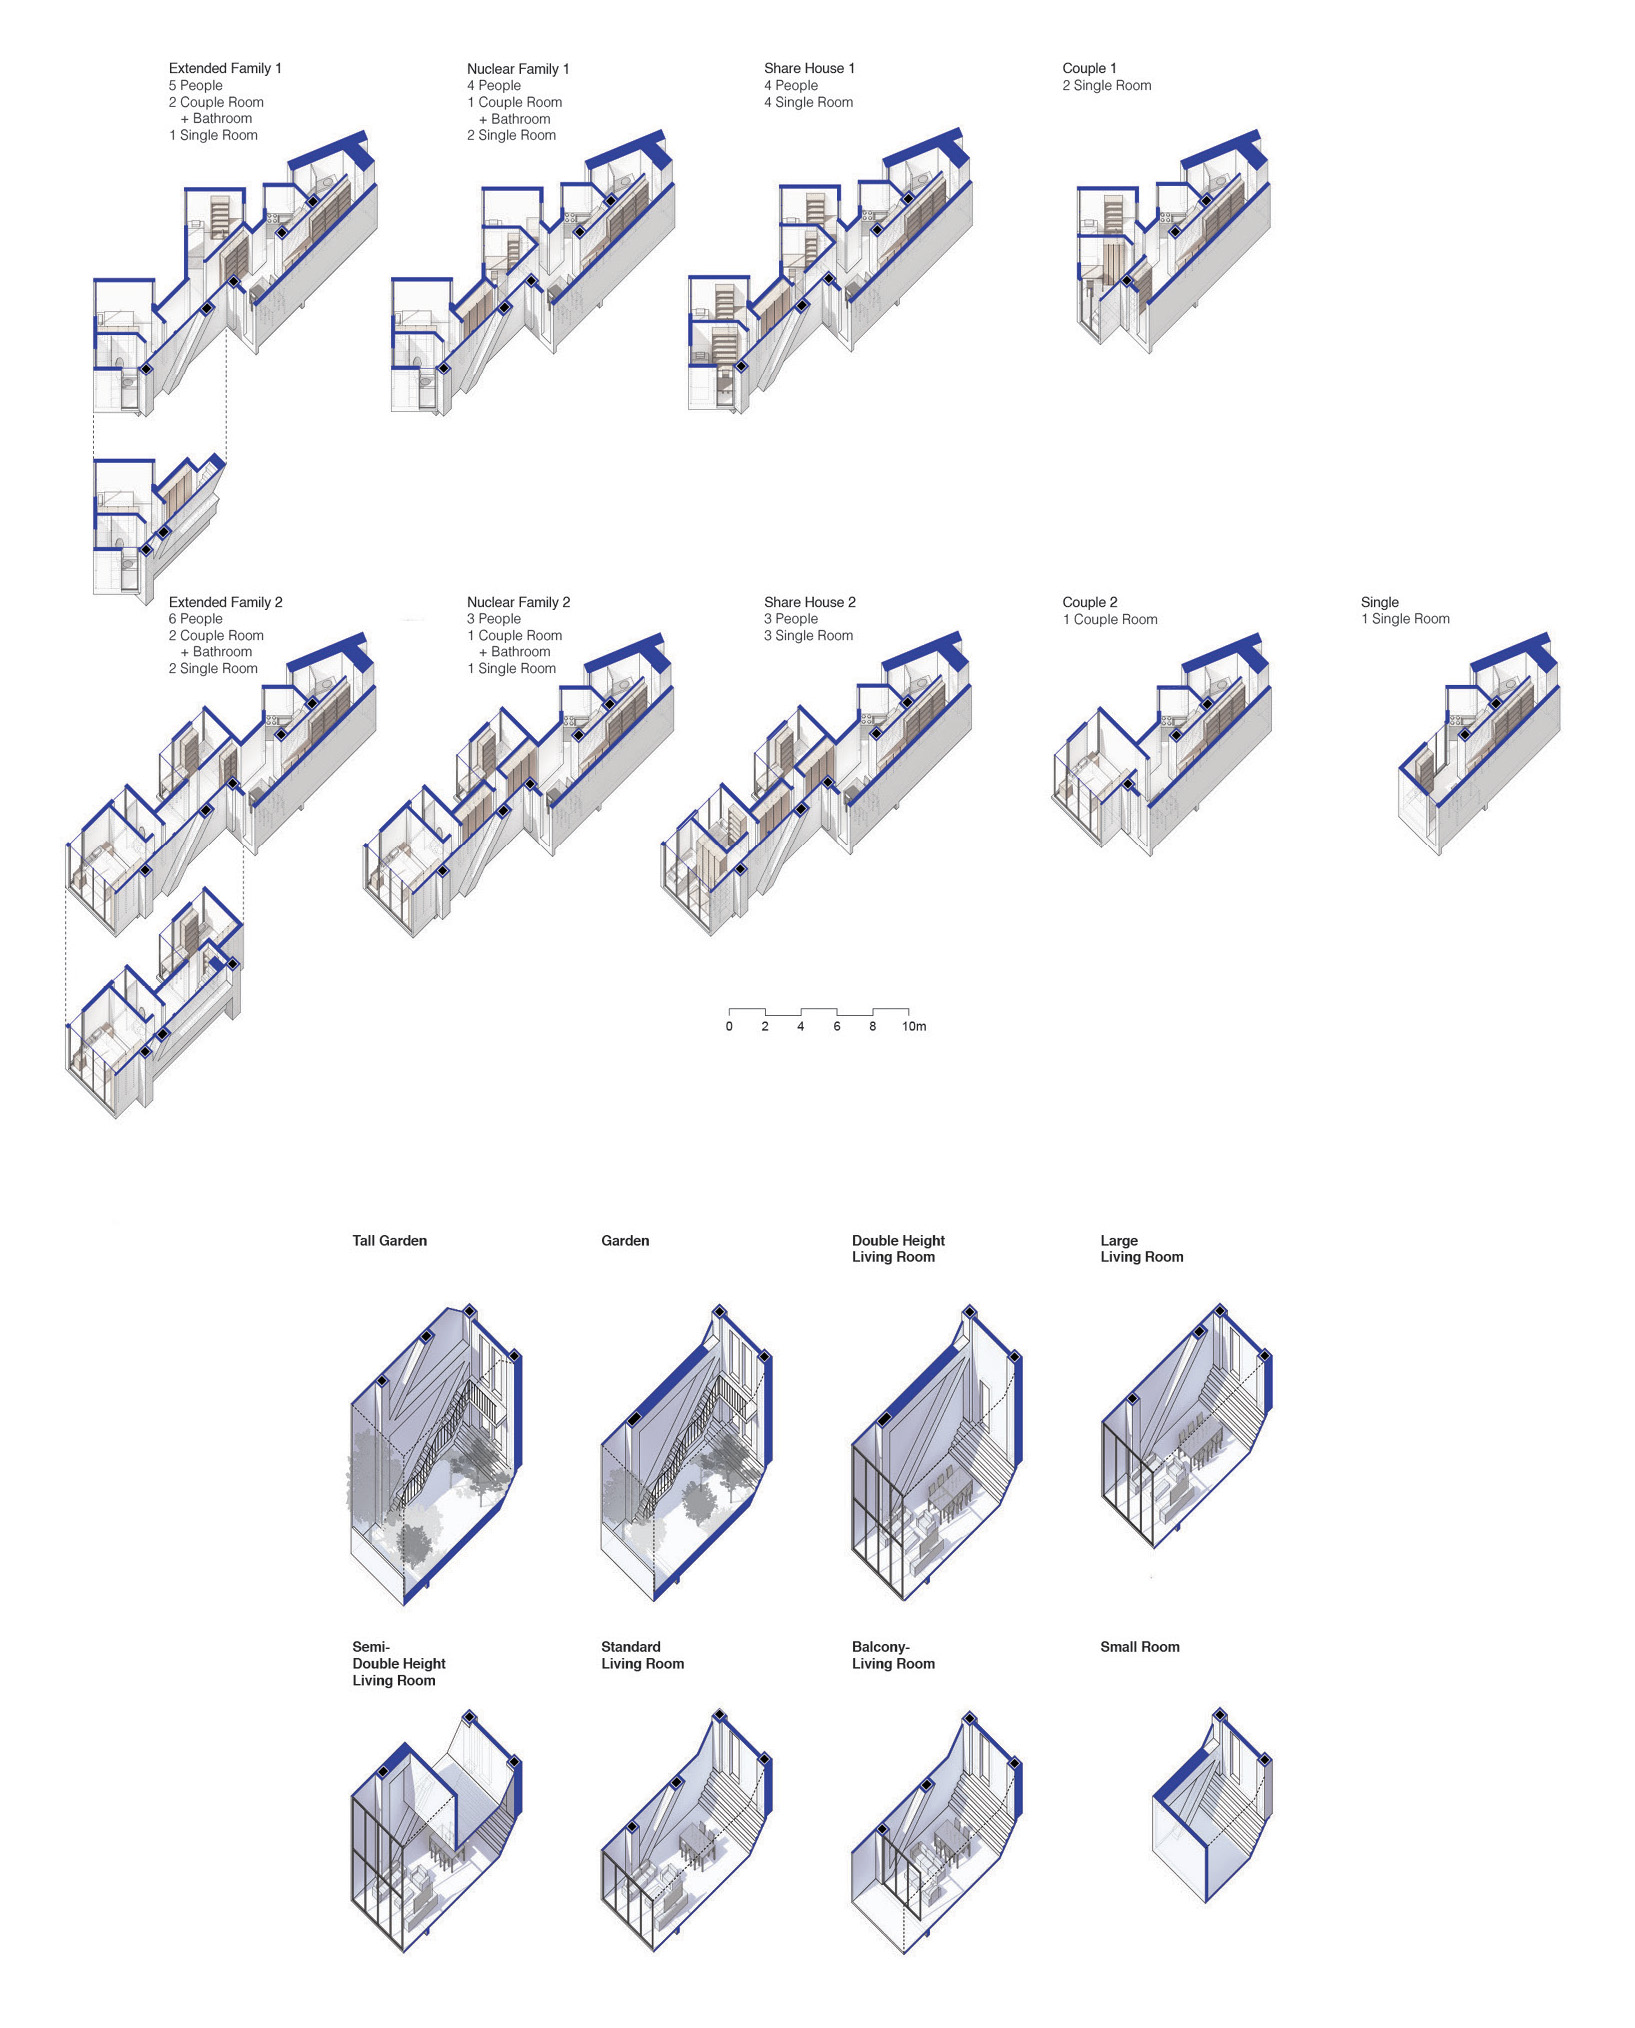 Extended Family 1
5 People
2 Couple Room
+ Bathroom
1 Single Room
Nuclear Family 1
4 People
1 Couple Room
+ Bathroom
2 Single Room
Share House 1
4 People
4 Single Room
Couple 1
2 Single Room
Extended Family 2
6 People
2 Couple Room
+ Bathroom
2 Single Room
Nuclear Family 2
3 People
1 Couple Room
+ Bathroom
1 Single Room
Share House 2
3 People
3 Single Room
Couple 2
1 Couple Room
Single
1 Single Room
0 2 4 6 8 10m
Tall Garden
Garden
Double Height
Living Room
Large
Living Room
Semi-
Double Height
Living Room
Standard
Living Room
Balcony-
Living Room
Small Room